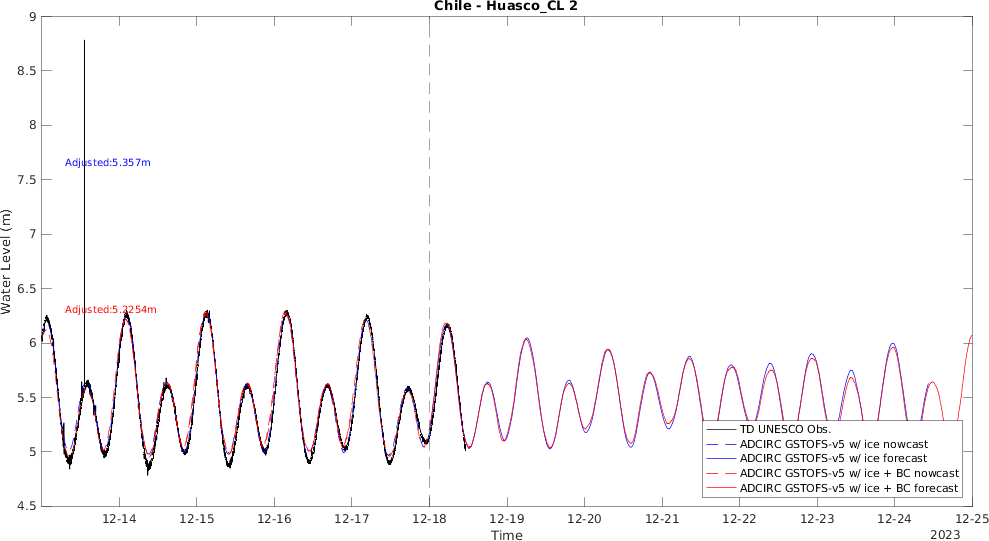 Chile - Huasco_CL 2
9
8.5
8
7.5
7
6.5
6
5.5
5
4.5
Water Level (m)
Adjusted:5.357m
Adjusted:5.2254m
TD UNESCO Obs.
ADCIRC GSTOFS-v5 w/ ice nowcast
ADCIRC GSTOFS-v5 w/ ice forecast
ADCIRC GSTOFS-v5 w/ ice + BC nowcast
ADCIRC GSTOFS-v5 w/ ice + BC forecast
12-14 12-15 12-16 12-17 12-18 12-19 12-20 12-21 12-22 12-23 12-24 12-25
Time
2023